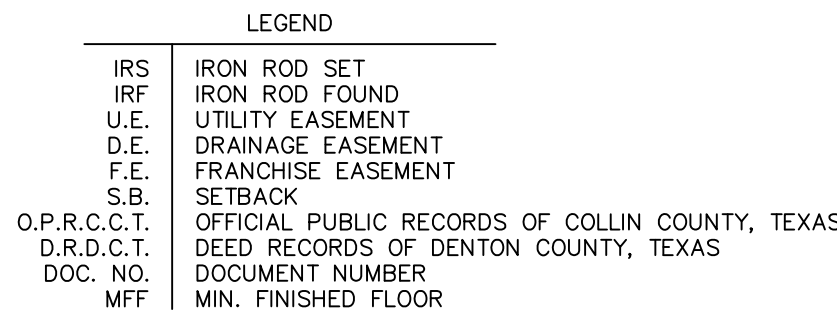 LEGEND
IRS IRON ROD SET
IRF IRON ROD FOUND
U.E. UTILITY EASEMENT
D.E. DRAINAGE EASEMENT
F.E. FRANCHISE EASEMENT
S.B. SETBACK
O.P.R.C.C.T. OFFICIAL PUBLIC RECORDS OF COLLIN COUNTY, TEXAS
D.R.D.C.T. DEED RECORDS OF DENTON COUNTY, TEXAS
DOC. NO. DOCUMENT NUMBER
MFF MIN. FINISHED FLOOR